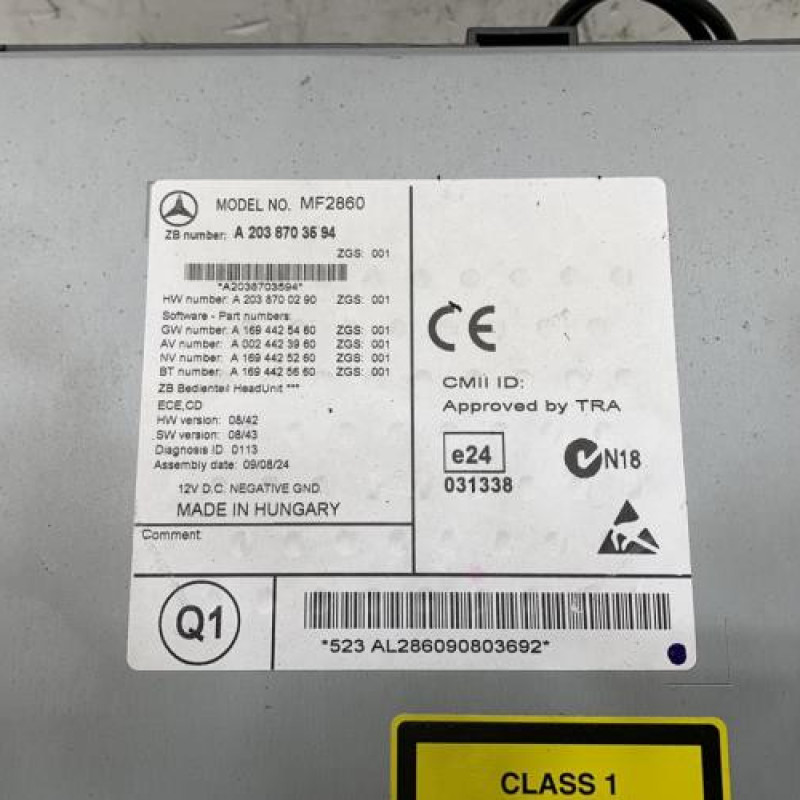 MODEL NO. MF2860
ZB number: A 203 870 35 94
ZGS: 001
*A2038703594*
HW number: A 203 870 02 90 ZGS: 001
Software - Part numbers:
GW number: A 169 442 54 60 ZGS: 001
AV number: A 002 442 39 60 ZGS: 001
NV number: A 169 442 52 60 ZGS: 001
BT number: A 169 442 56 60 ZGS: 001
ZB Bedienteil HeadUnit ***
ECE,CD
HW version: 08/42
SW version: 08/43
Diagnosis ID 0113
Assembly date: 09/08/24
12V D.C. NEGATIVE GND.
MADE IN HUNGARY
Comment:
CE
CMII ID:
Approved by TRA
e24
031338
N18
Q1
*523 AL286090803692*
CLASS 1